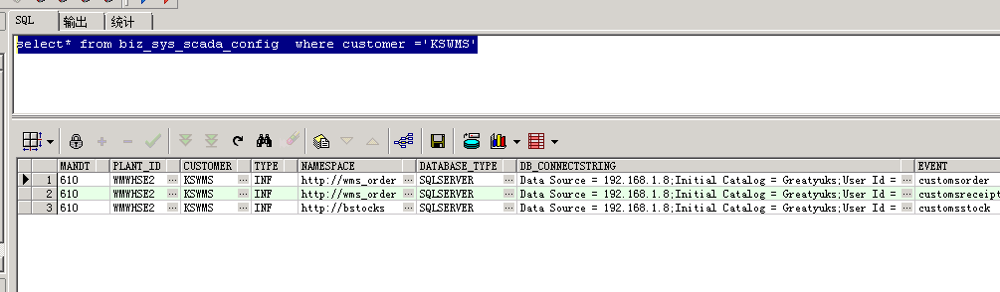 SQL 输出 统计
select* from biz_sys_scada_config  where customer ='KSWMS'
MANDT PLANT_ID CUSTOMER TYPE NAMESPACE DATABASE_TYPE DB_CONNECTSTRING EVENT
1 610 WMWHSE2 ... KSWMS ... INF ... http://wms_order ... SQLSERVER ... Data Source = 192.168.1.8;Initial Catalog = Greatyuks;User Id = ... customsorder
2 610 WMWHSE2 ... KSWMS ... INF ... http://wms_order ... SQLSERVER ... Data Source = 192.168.1.8;Initial Catalog = Greatyuks;User Id = ... customsreceipt
3 610 WMWHSE2 ... KSWMS ... INF ... http://bstocks ... SQLSERVER ... Data Source = 192.168.1.8;Initial Catalog = Greatyuks;User Id = ... customsstock